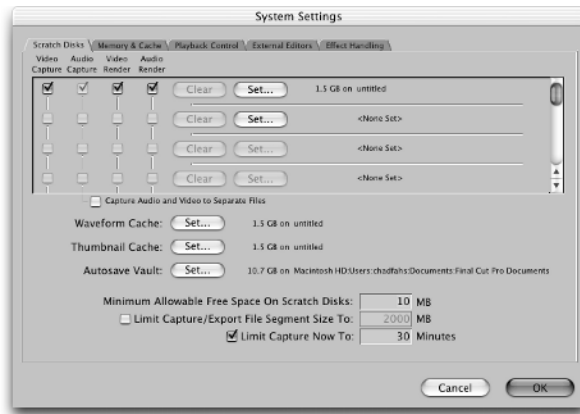 System Settings
Scratch Disks Memory & Cache Playback Control External Editors Effect Handling
Video Audio Video Audio
Capture Capture Render Render
Clear Set... 1.5 GB on untitled
Clear Set... <None Set>
Clear Set... <None Set>
Clear Set... <None Set>
Capture Audio and Video to Separate Files
Waveform Cache: Set... 1.5 GB on untitled
Thumbnail Cache: Set... 1.5 GB on untitled
Autosave Vault: Set... 10.7 GB on Macintosh HD:Users:chadfahs:Documents:Final Cut Pro Documents
Minimum Allowable Free Space On Scratch Disks: 10 MB
Limit Capture/Export File Segment Size To: 2000 MB
Limit Capture Now To: 30 Minutes
Cancel OK